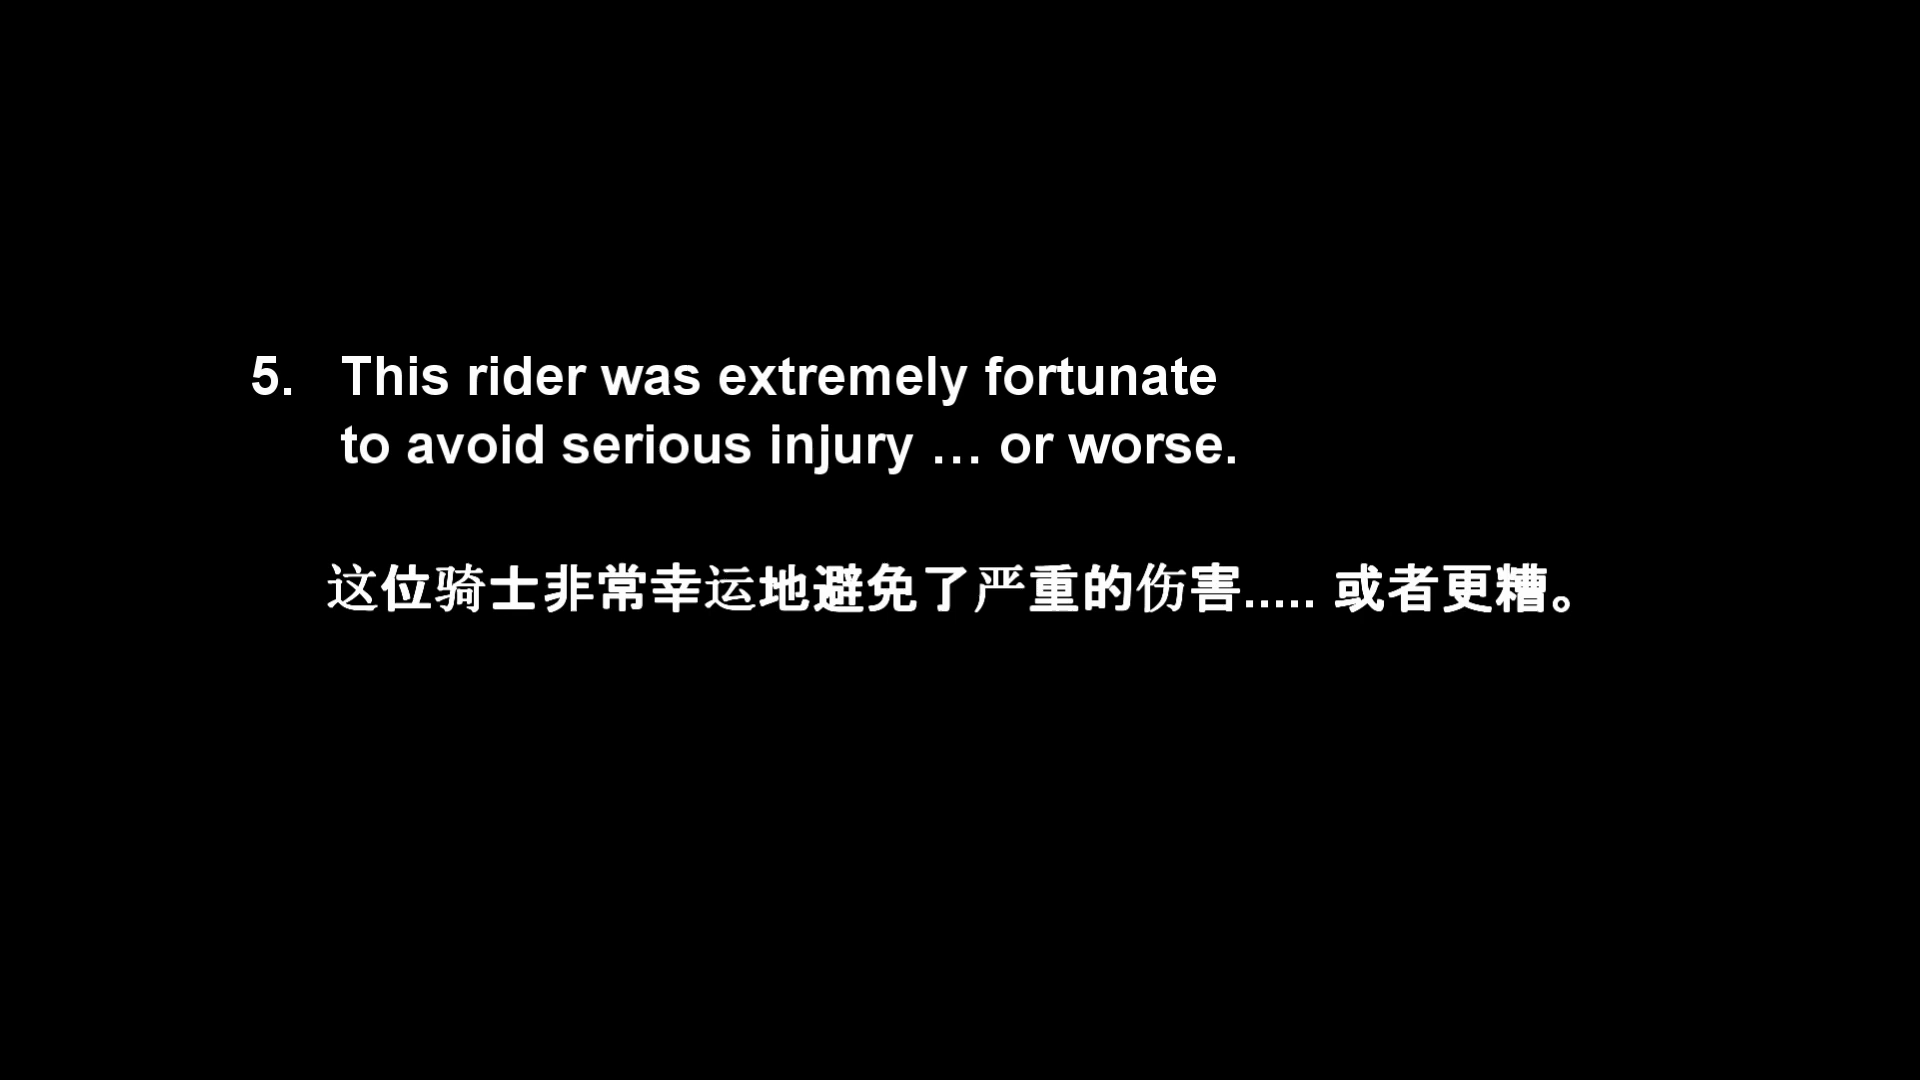 5. This rider was extremely fortunate
to avoid serious injury … or worse.
这位骑士非常幸运地避免了严重的伤害..... 或者更糟。